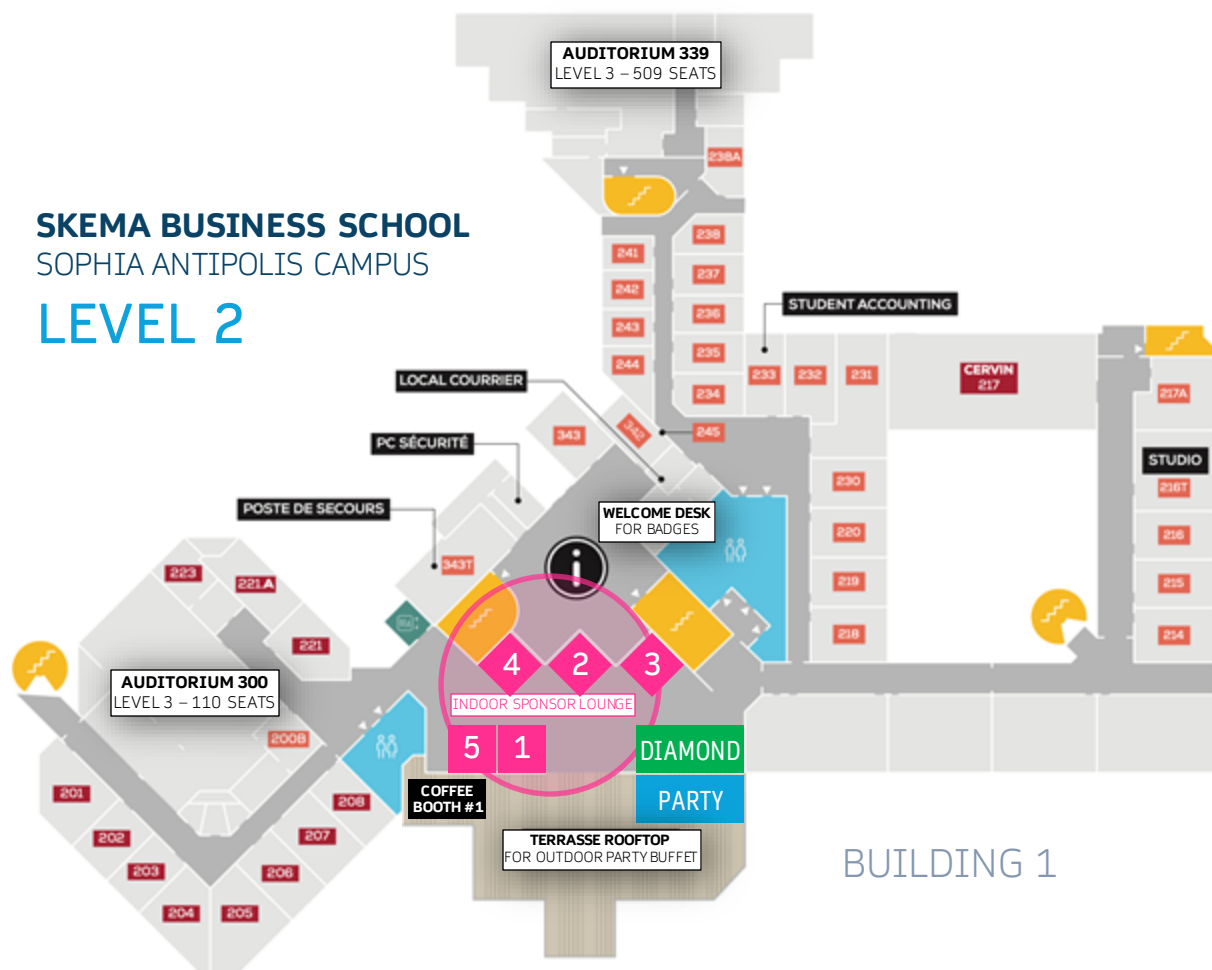 AUDITORIUM 339
LEVEL 3 – 509 SEATS
238A
SKEMA BUSINESS SCHOOL
SOPHIA ANTIPOLIS CAMPUS
LEVEL 2
241
238
242
237
243
236
244
235
234
STUDENT ACCOUNTING
233
232
231
CERVIN
217
217A
LOCAL COURRIER
343
342
245
PC SÉCURITÉ
STUDIO
216T
230
POSTE DE SECOURS
WELCOME DESK
FOR BADGES
220
216
343T
i
223
221.A
219
215
221
218
214
4
2
3
AUDITORIUM 300
LEVEL 3 – 110 SEATS
INDOOR SPONSOR LOUNGE
200B
5
1
DIAMOND
COFFEE
BOOTH #1
PARTY
201
208
202
207
203
206
204
205
TERRASSE ROOFTOP
FOR OUTDOOR PARTY BUFFET
BUILDING 1